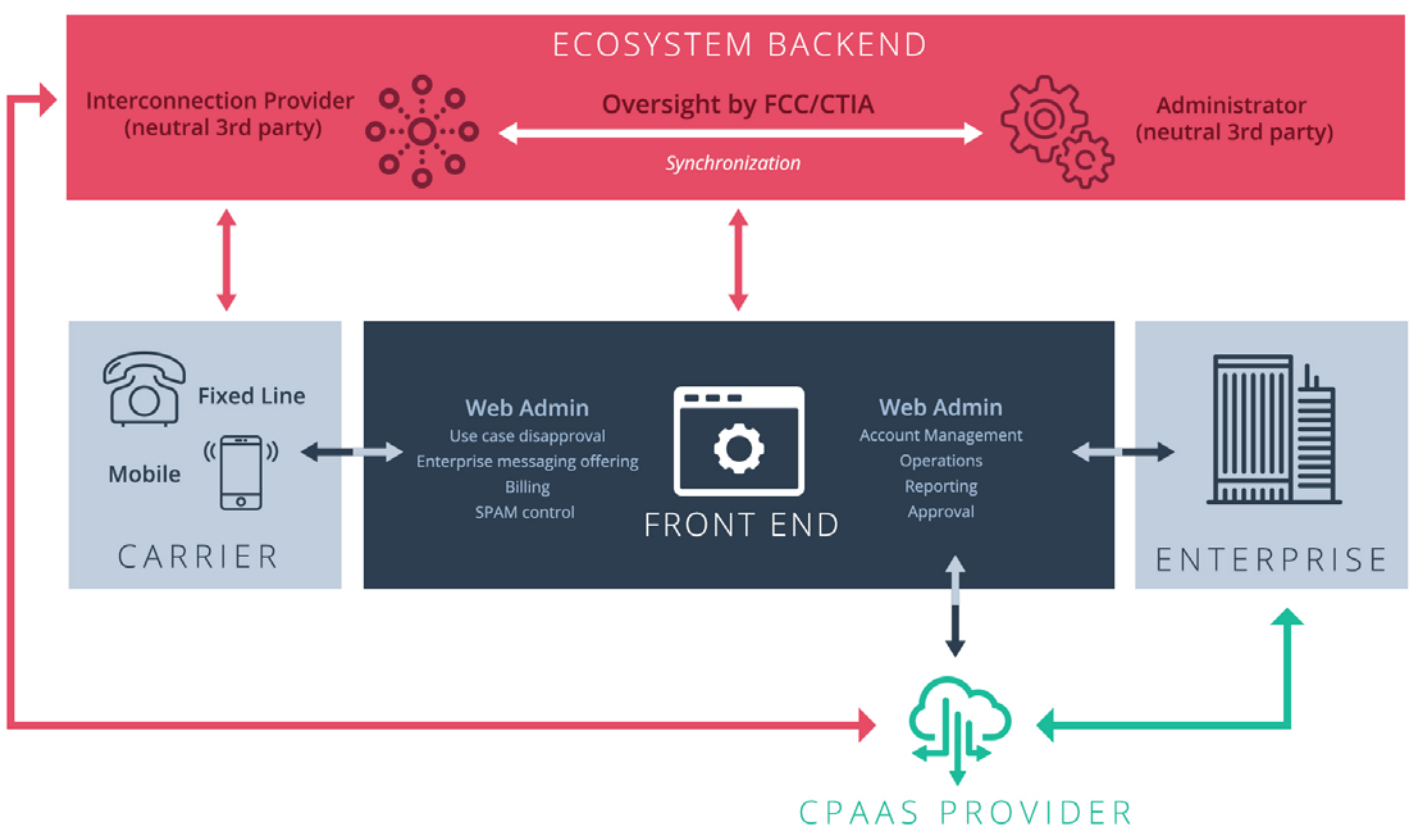 ECOSYSTEM BACKEND
Interconnection Provider
(neutral 3rd party)
Oversight by FCC/CTIA
Synchronization
Administrator
(neutral 3rd party)
Fixed Line
Mobile
CARRIER
Web Admin
Use case disapproval
Enterprise messaging offering
Billing
SPAM control
FRONT END
Web Admin
Account Management
Operations
Reporting
Approval
ENTERPRISE
CPAAS PROVIDER